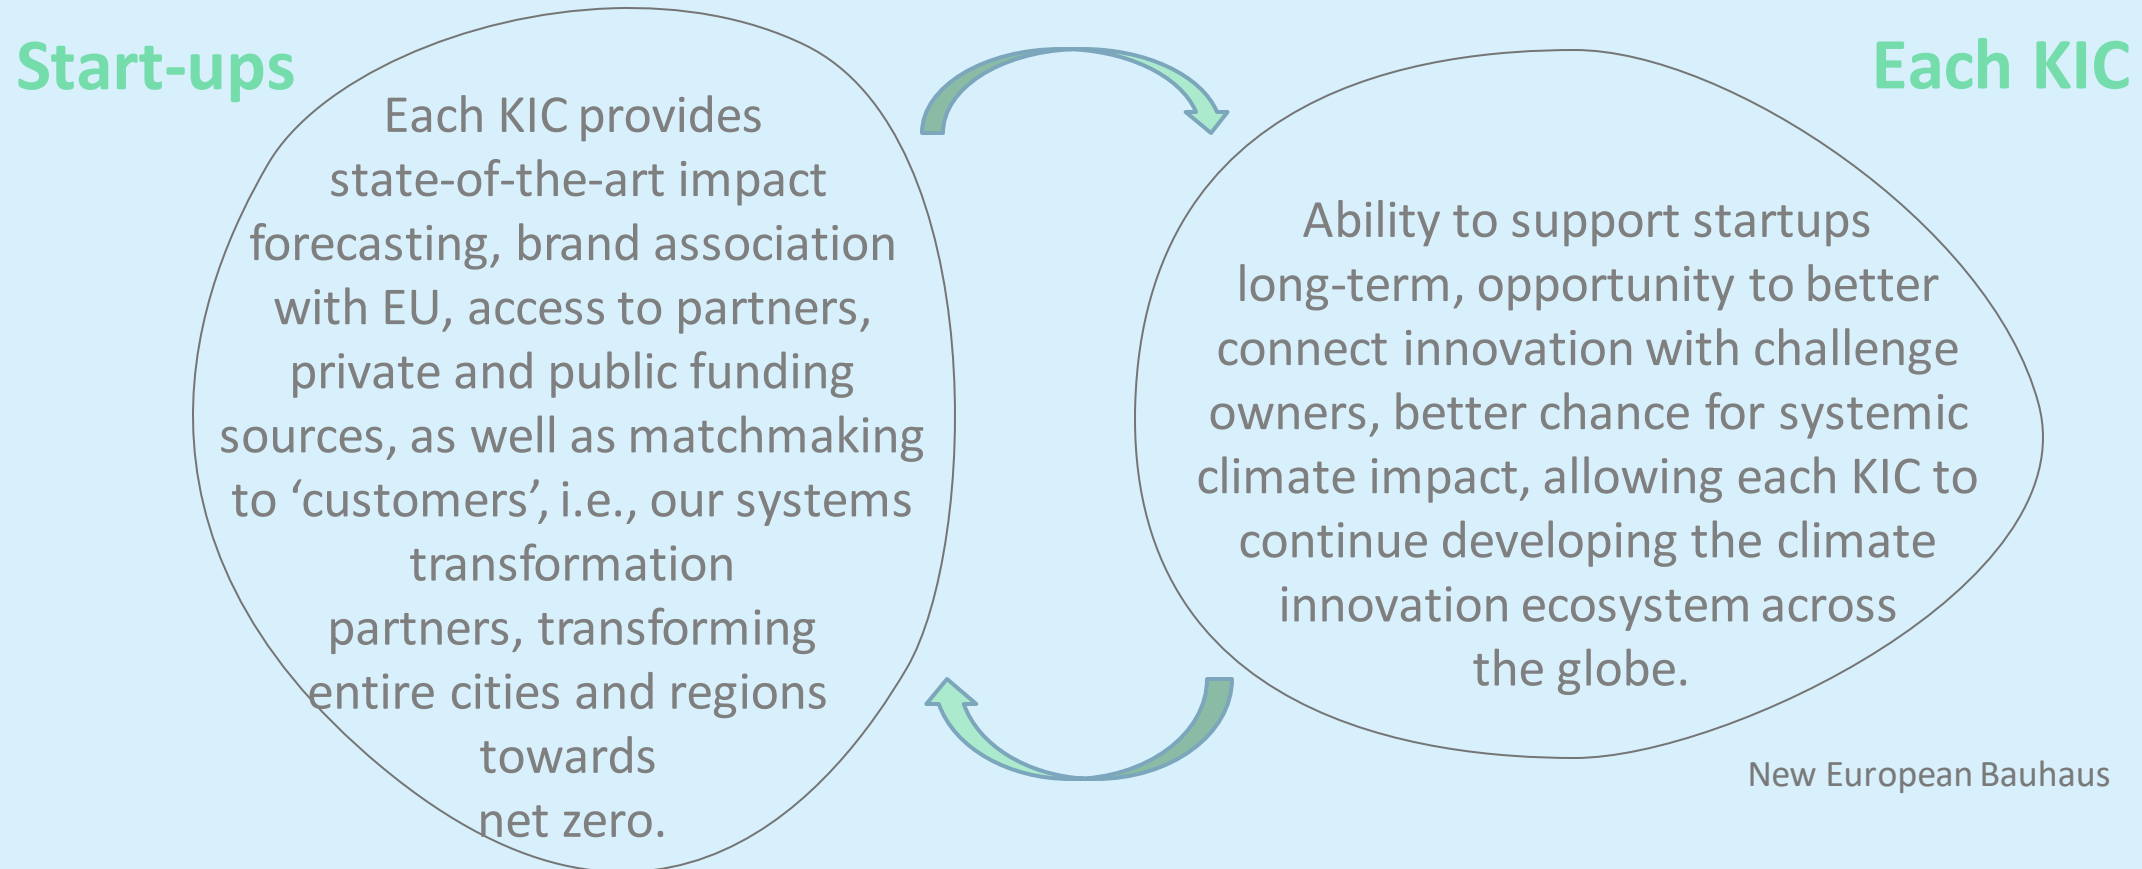 Start-ups
Each KIC provides
state-of-the-art impact
forecasting, brand association
with EU, access to partners,
private and public funding
sources, as well as matchmaking
to ‘customers’, i.e., our systems
transformation
partners, transforming
entire cities and regions
towards
net zero.
Each KIC
Ability to support startups
long-term, opportunity to better
connect innovation with challenge
owners, better chance for systemic
climate impact, allowing each KIC to
continue developing the climate
innovation ecosystem across
the globe.
New European Bauhaus